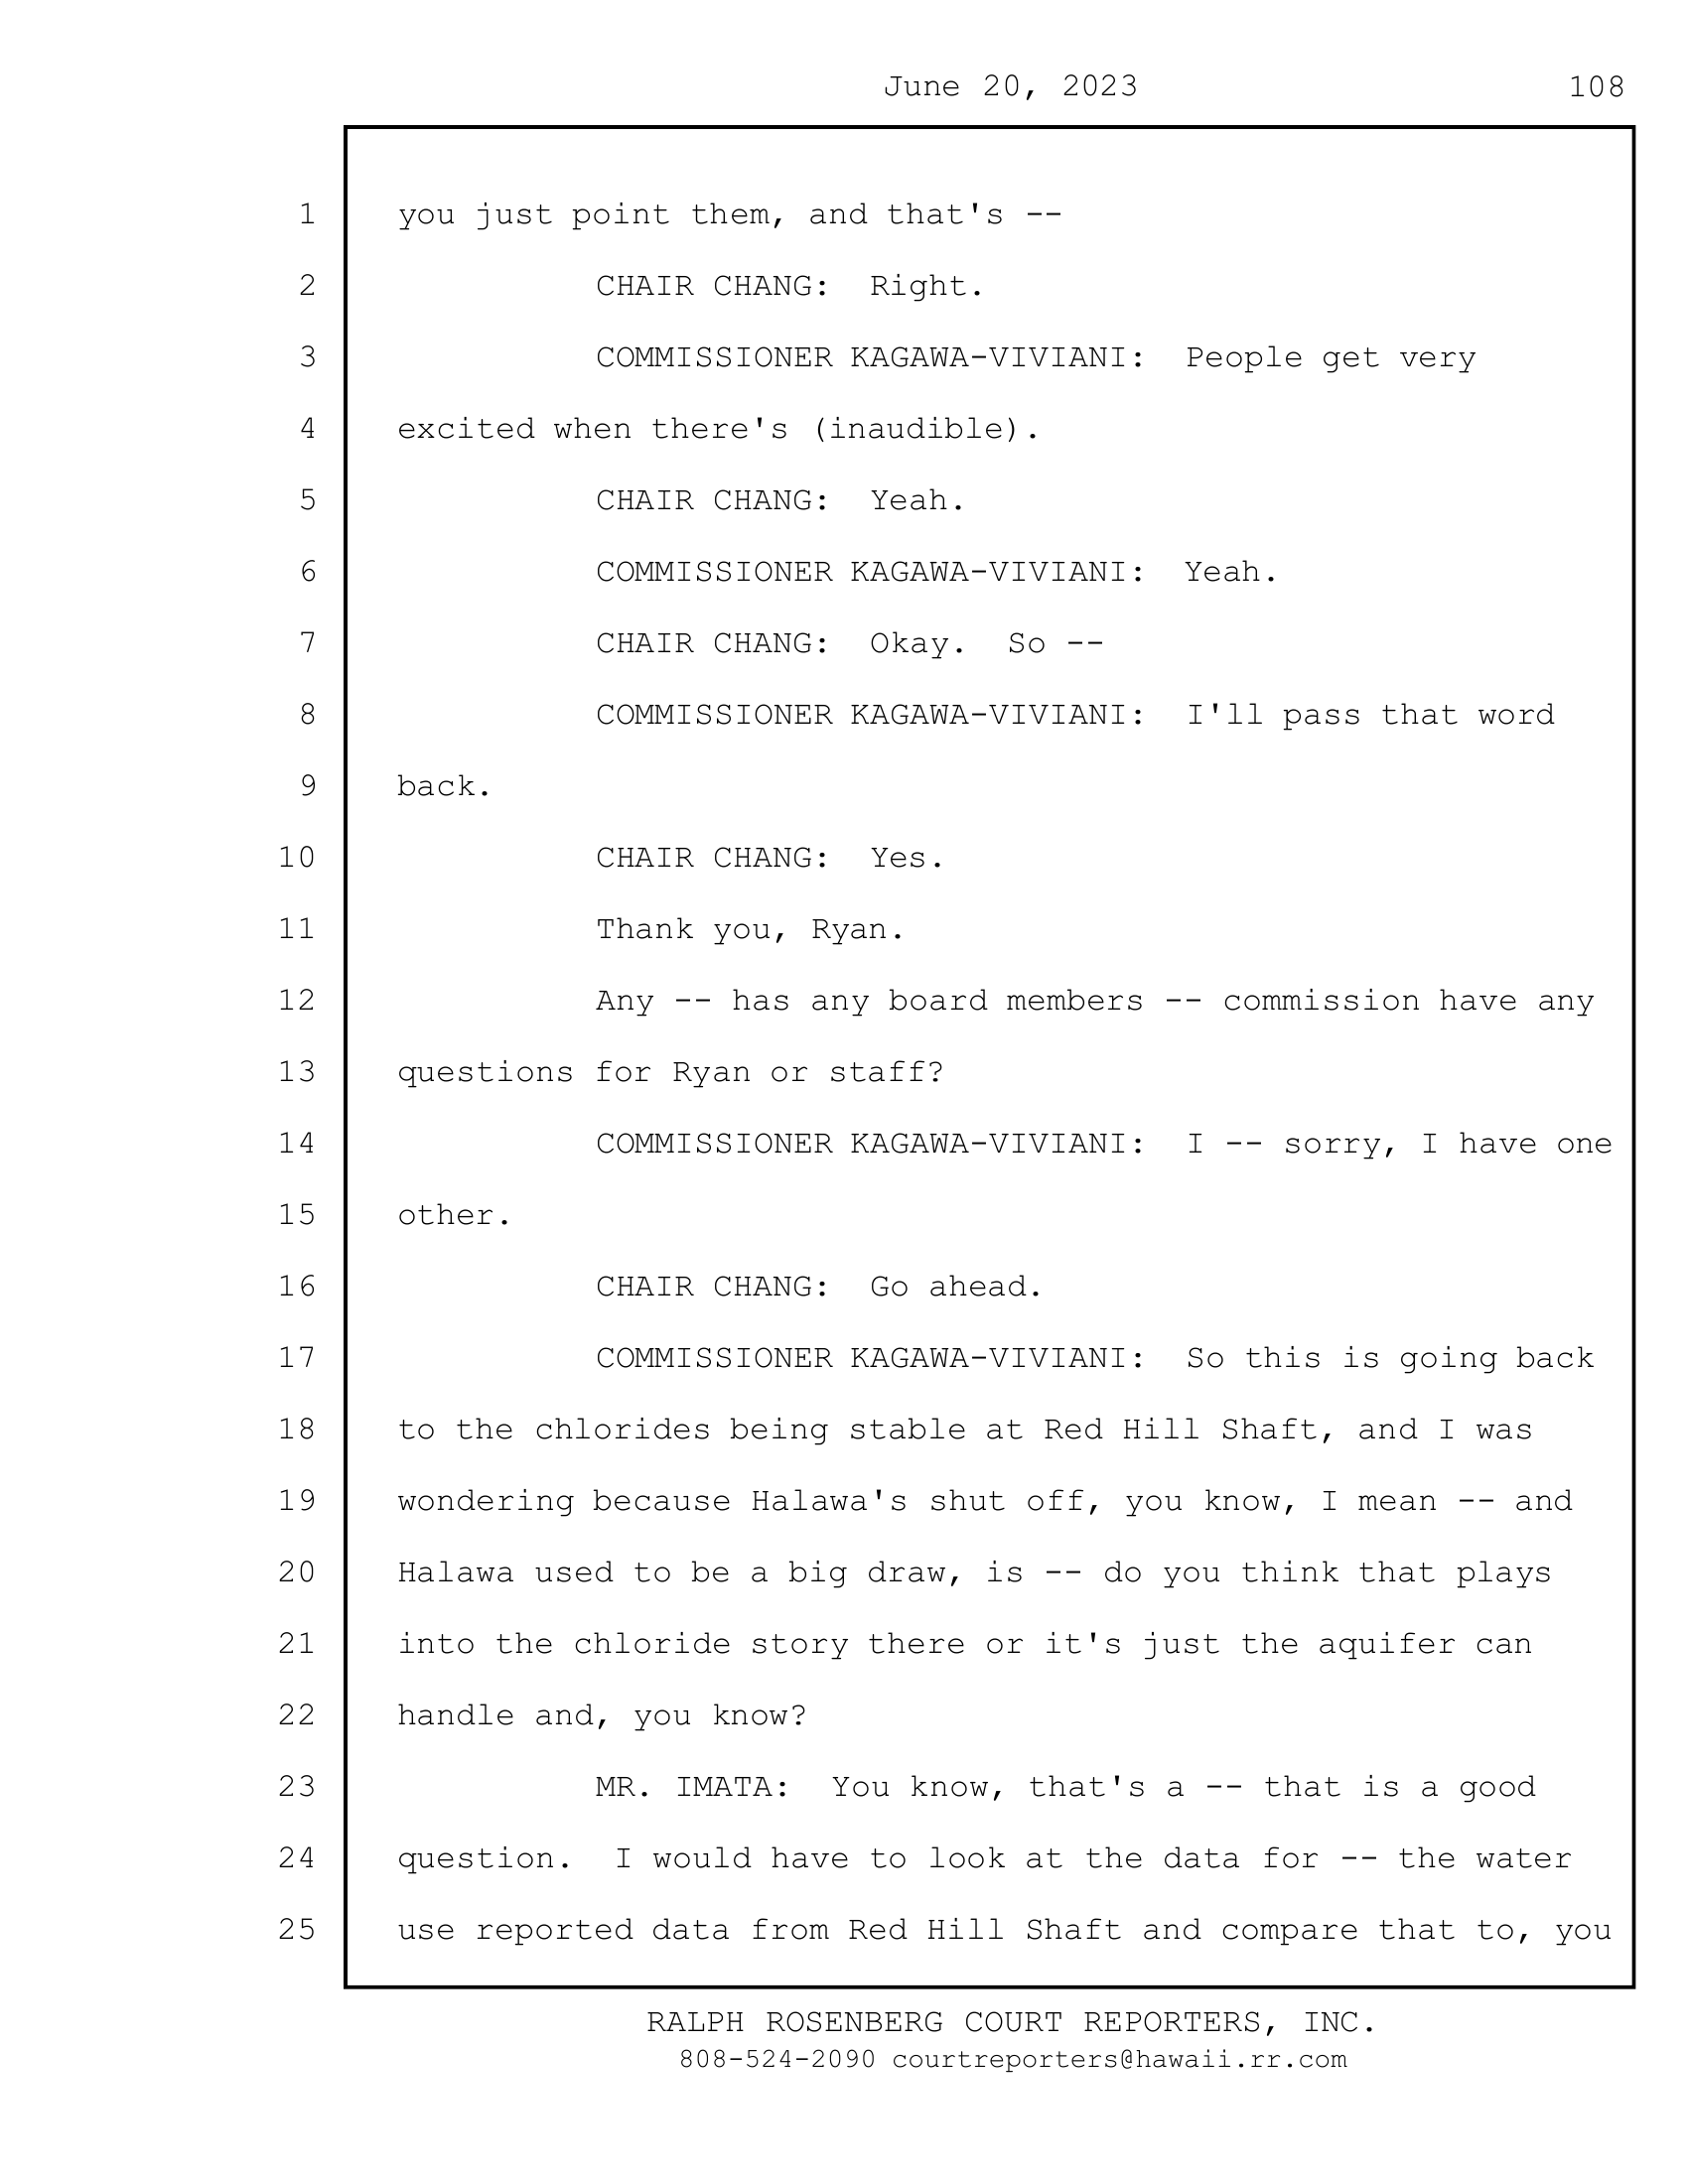 June 20, 2023 108
1 you just point them, and that's --
2 CHAIR CHANG: Right.
3 COMMISSIONER KAGAWA-VIVIANI: People get very
4 excited when there's (inaudible).
5 CHAIR CHANG: Yeah.
6 COMMISSIONER KAGAWA-VIVIANI: Yeah.
7 CHAIR CHANG: Okay. So --
8 COMMISSIONER KAGAWA-VIVIANI: I'll pass that word
9 back.
10 CHAIR CHANG: Yes.
11 Thank you, Ryan.
12 Any -- has any board members -- commission have any
13 questions for Ryan or staff?
14 COMMISSIONER KAGAWA-VIVIANI: I -- sorry, I have one
15 other.
16 CHAIR CHANG: Go ahead.
17 COMMISSIONER KAGAWA-VIVIANI: So this is going back
18 to the chlorides being stable at Red Hill Shaft, and I was
19 wondering because Halawa's shut off, you know, I mean -- and
20 Halawa used to be a big draw, is -- do you think that plays
21 into the chloride story there or it's just the aquifer can
22 handle and, you know?
23 MR. IMATA: You know, that's a -- that is a good
24 question. I would have to look at the data for -- the water
25 use reported data from Red Hill Shaft and compare that to, you
RALPH ROSENBERG COURT REPORTERS, INC.
808-524-2090 courtreporters@hawaii.rr.com